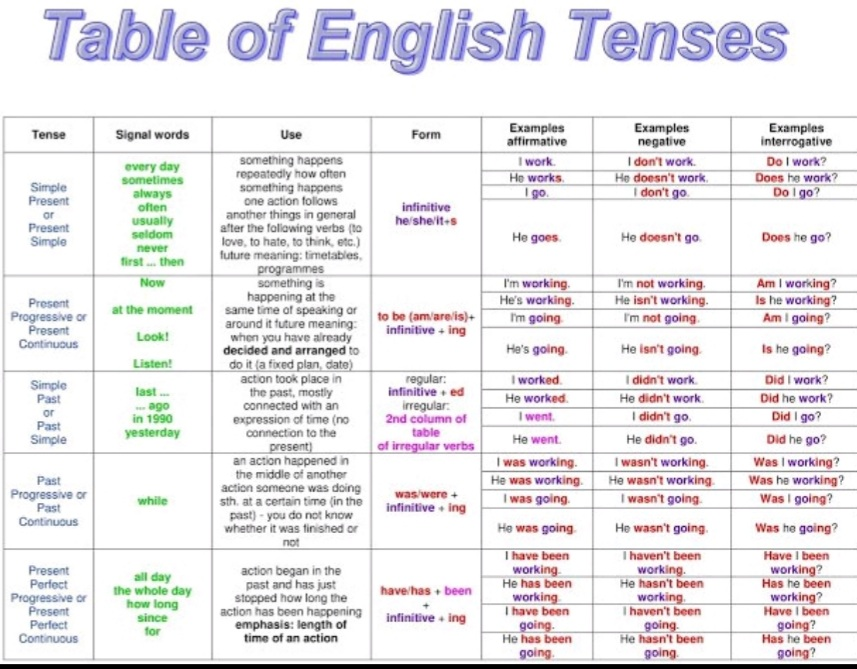 Table of English Tenses
Tense
Signal words
Use
Form
Examples
affirmative
Examples
negative
Examples
interrogative
Simple
Present
or
Present
Simple
every day
sometimes
always
often
usually
seldom
never
first ... then
something happens
repeatedly how often
something happens
one action follows
another things in general
after the following verbs (to
love, to hate, to think, etc.)
future meaning: timetables,
programmes
infinitive
he/she/it+s
I work.
I don't work.
Do I work?
He works.
He doesn't work.
Does he work?
I go.
I don't go.
Do I go?
He goes.
He doesn't go.
Does he go?
Present
Progressive or
Present
Continuous
Now
at the moment
Look!
Listen!
something is
happening at the
same time of speaking or
around it future meaning:
when you have already
decided and arranged to
do it (a fixed plan, date)
to be (am/are/is)+
infinitive + ing
I'm working.
I'm not working.
Am I working?
He's working.
He isn't working.
Is he working?
I'm going.
I'm not going.
Am I going?
He's going.
He isn't going.
Is he going?
Simple
Past
or
Past
Simple
last ...
... ago
in 1990
yesterday
action took place in
the past, mostly
connected with an
expression of time (no
connection to the
present)
regular:
infinitive + ed
irregular:
2nd column of
table
of irregular verbs
I worked.
I didn't work.
Did I work?
He worked.
He didn't work.
Did he work?
I went.
I didn't go.
Did I go?
He went.
He didn't go.
Did he go?
Past
Progressive or
Past
Continuous
while
an action happened in
the middle of another
action someone was doing
sth. at a certain time (in the
past) - you do not know
whether it was finished or
not
was/were +
infinitive + ing
I was working.
I wasn't working.
Was I working?
He was working.
He wasn't working.
Was he working?
I was going.
I wasn't going.
Was I going?
He was going.
He wasn't going.
Was he going?
Present
Perfect
Progressive or
Present
Perfect
Continuous
all day
the whole day
how long
since
for
action began in the
past and has just
stopped how long the
action has been happening
emphasis: length of
time of an action
have/has + been
+
infinitive + ing
I have been
working.
I haven't been
working.
Have I been
working?
He has been
working.
He hasn't been
working.
Has he been
working?
I have been
going.
I haven't been
going.
Have I been
going?
He has been
going.
He hasn't been
going.
Has he been
going?